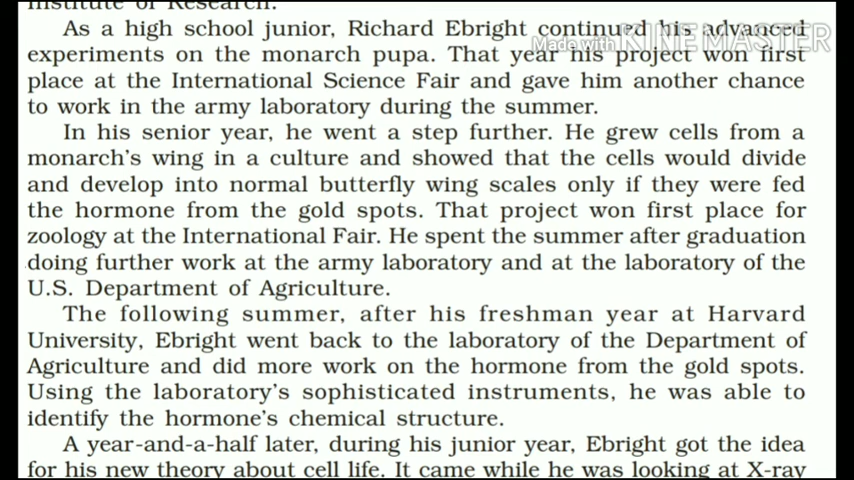 Institute of Research.
As a high school junior, Richard Ebright continued his advanced
Made with KINEMASTER
experiments on the monarch pupa. That year his project won first
place at the International Science Fair and gave him another chance
to work in the army laboratory during the summer.
In his senior year, he went a step further. He grew cells from a
monarch's wing in a culture and showed that the cells would divide
and develop into normal butterfly wing scales only if they were fed
the hormone from the gold spots. That project won first place for
zoology at the International Fair. He spent the summer after graduation
doing further work at the army laboratory and at the laboratory of the
U.S. Department of Agriculture.
The following summer, after his freshman year at Harvard
University, Ebright went back to the laboratory of the Department of
Agriculture and did more work on the hormone from the gold spots.
Using the laboratory's sophisticated instruments, he was able to
identify the hormone's chemical structure.
A year-and-a-half later, during his junior year, Ebright got the idea
for his new theory about cell life. It came while he was looking at X-ray